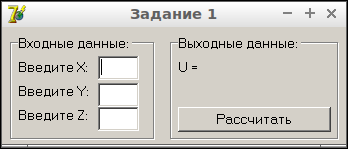 Задание 1
Входные данные:
Введите X:
Введите Y:
Введите Z:
Выходные данные:
U =
Рассчитать